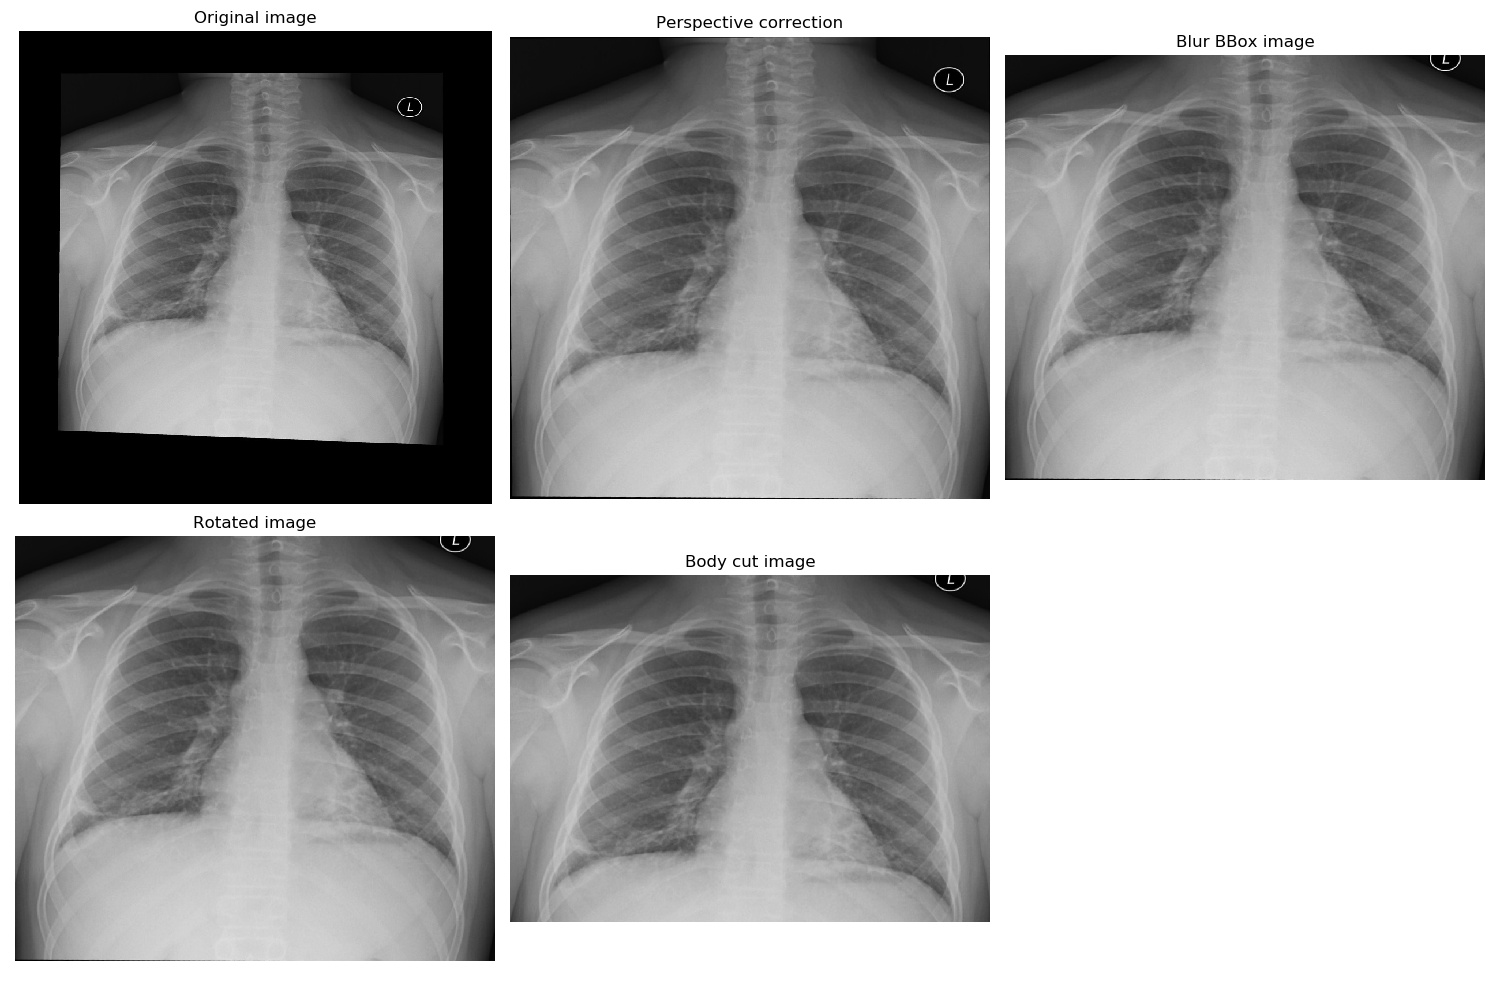 Original image
Perspective correction
Blur BBox image
L
L
L
Rotated image
L
Body cut image
L